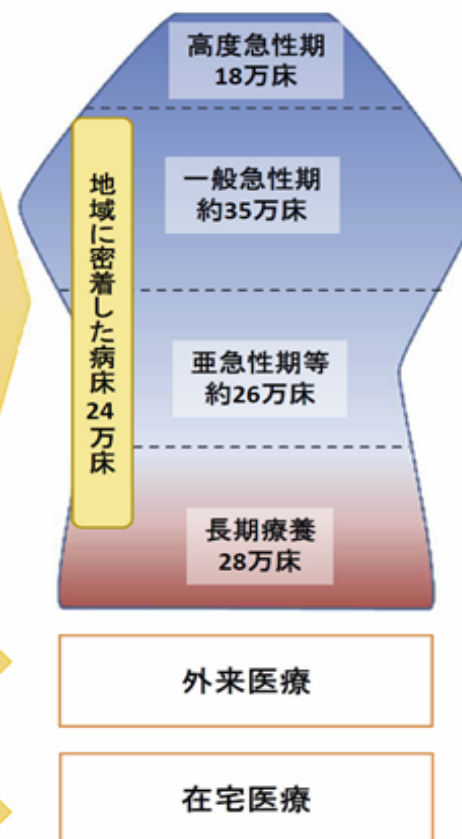 高度急性期
18万床
一般急性期
約35万床
地域に密着した病床24万床
亜急性期等
約26万床
長期療養
28万床
外来医療
在宅医療